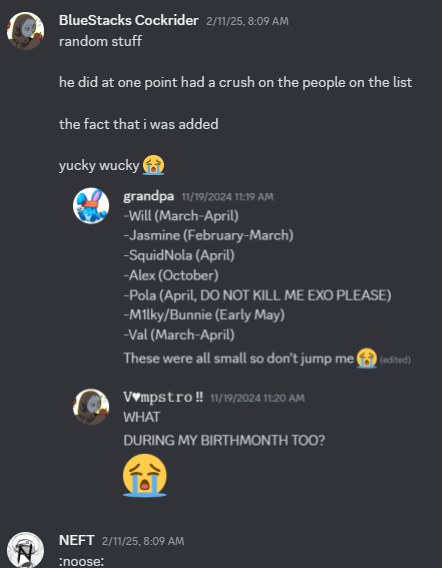 BlueStacks Cockrider 2/11/25, 8:09 AM
random stuff
he did at one point had a crush on the people on the list
the fact that i was added
yucky wucky 😭
grandpa 11/19/2024 11:19 AM
-Will (March-April)
-Jasmine (February-March)
-SquidNola (April)
-Alex (October)
-Pola (April, DO NOT KILL ME EXO PLEASE)
-M1lky/Bunnie (Early May)
-Val (March-April)
These were all small so don't jump me 😭 (edited)
V♥mpstro ‼ 11/19/2024 11:20 AM
WHAT
DURING MY BIRTHMONTH TOO?
😭
NEFT 2/11/25, 8:09 AM
:noose: